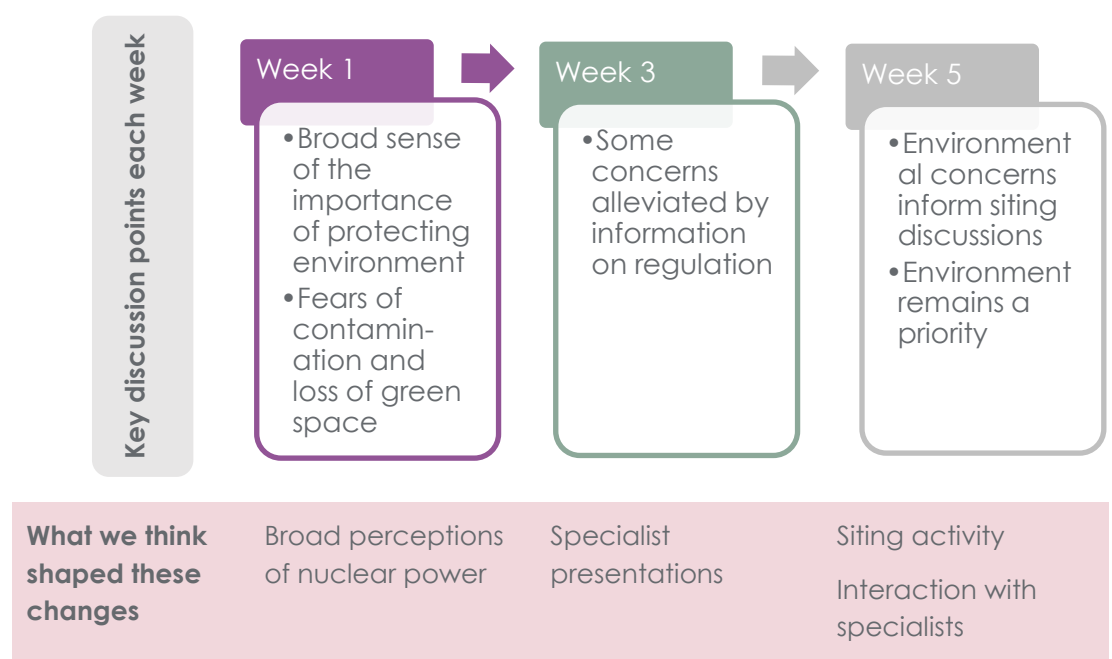 Key discussion points each week
Week 1
•Broad sense
of the
importance
of protecting
environment
•Fears of
contamin-
ation and
loss of green
space
Week 3
•Some
concerns
alleviated by
information
on regulation
Week 5
•Environment
al concerns
inform siting
discussions
•Environment
remains a
priority
What we think
shaped these
changes
Broad perceptions
of nuclear power
Specialist
presentations
Siting activity
Interaction with
specialists